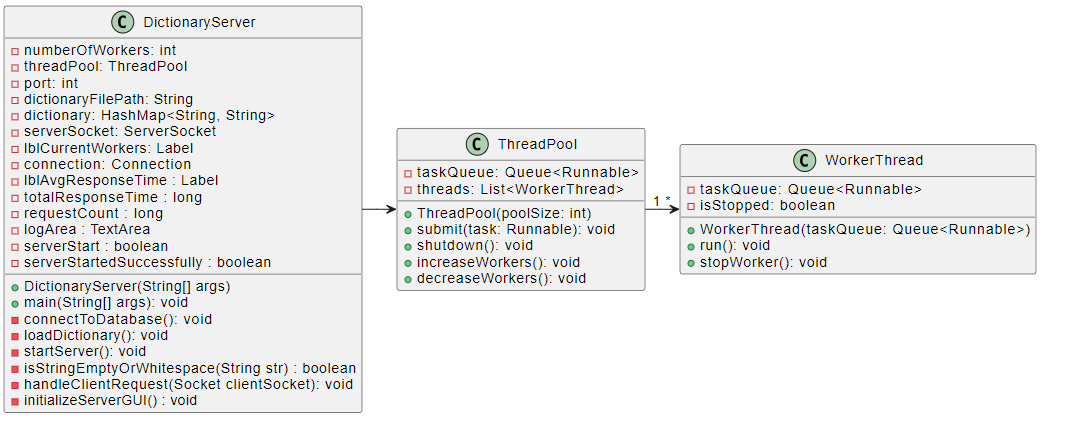 C DictionaryServer
numberOfWorkers: int
threadPool: ThreadPool
port: int
dictionaryFilePath: String
dictionary: HashMap<String, String>
serverSocket: ServerSocket
lblCurrentWorkers: Label
connection: Connection
lblAvgResponseTime : Label
totalResponseTime : long
requestCount : long
logArea : TextArea
serverStart : boolean
serverStartedSuccessfully : boolean
DictionaryServer(String[] args)
main(String[] args): void
connectToDatabase(): void
loadDictionary(): void
startServer(): void
isStringEmptyOrWhitespace(String str) : boolean
handleClientRequest(Socket clientSocket): void
initializeServerGUI() : void
C ThreadPool
taskQueue: Queue<Runnable>
threads: List<WorkerThread>
ThreadPool(poolSize: int)
submit(task: Runnable): void
shutdown(): void
increaseWorkers(): void
decreaseWorkers(): void
1 *
C WorkerThread
taskQueue: Queue<Runnable>
isStopped: boolean
WorkerThread(taskQueue: Queue<Runnable>)
run(): void
stopWorker(): void